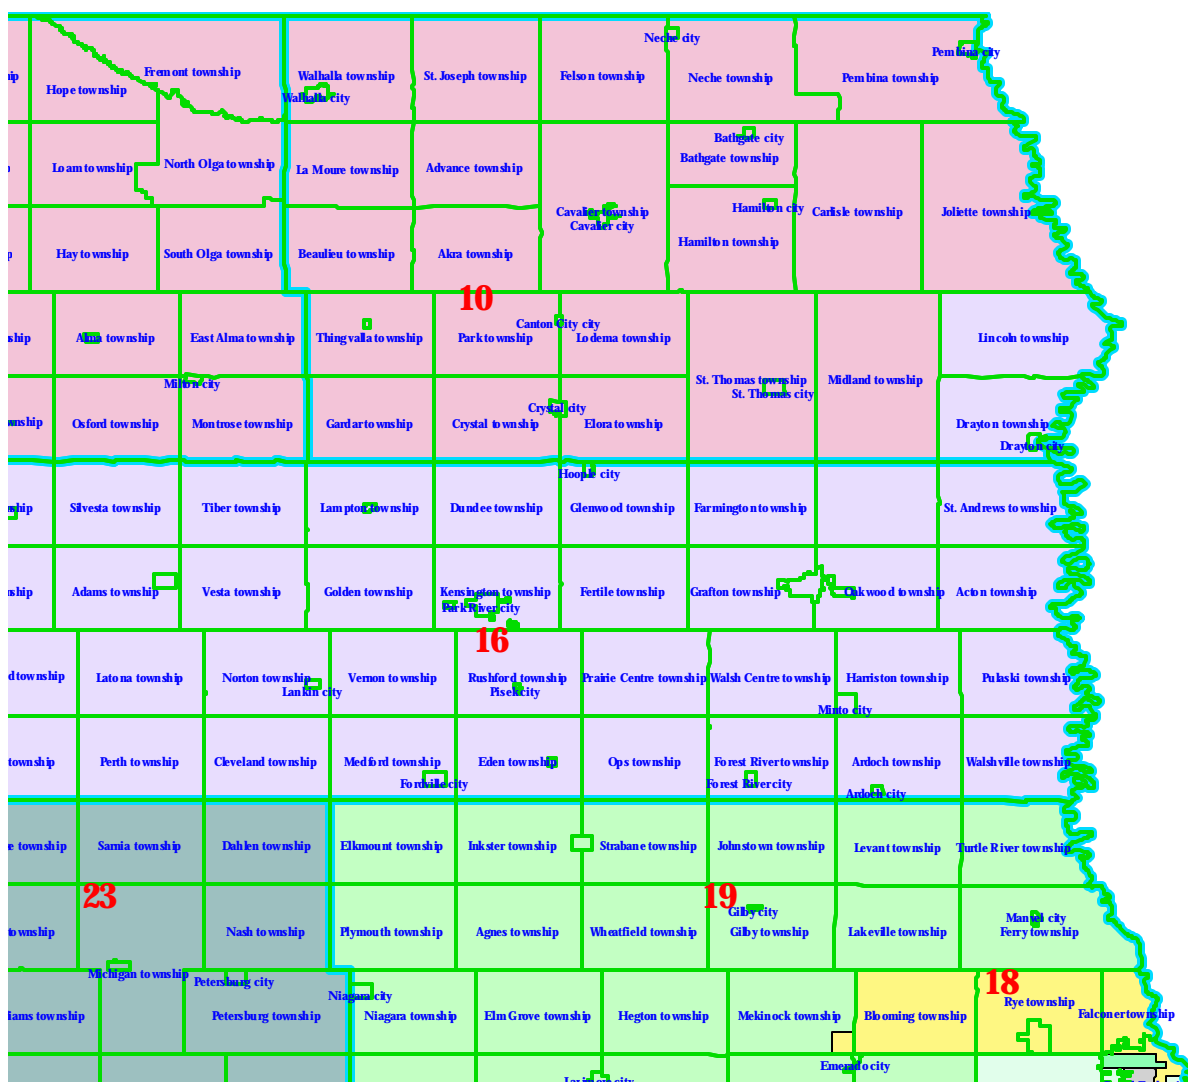 Neche city
Pembina city
Fremont township
Walhalla township
St. Joseph township
Felson township
Neche township
Pembina township
Hope township
Walhalla city
Bathgate city
Bathgate township
Loam township
North Olga township
La Moure township
Advance township
Hamilton city
Cavalier township
Cavalier city
Carlisle township
Joliette township
Hamilton township
Hay township
South Olga township
Beaulieu township
Akra township
10
Canton City city
ship
Alma township
East Alma township
Thingvalla township
Park township
Lodema township
Lincoln township
Milton city
St. Thomas township
St. Thomas city
Midland township
Crystal city
Osford township
Montrose township
Gardar township
Crystal township
Elora township
Drayton township
Drayton city
Hoople city
Silvesta township
Tiber township
Lampton township
Dundee township
Glenwood township
Farmington township
St. Andrews township
Adams township
Vesta township
Golden township
Kensington township
Park River city
Fertile township
Grafton township
Oakwood township
Acton township
16
d township
Latona township
Norton township
Lankin city
Vernon township
Rushford township
Pisek city
Prairie Centre township
Walsh Centre township
Harriston township
Pulaski township
Minto city
township
Perth township
Cleveland township
Medford township
Eden township
Ops township
Forest River township
Ardoch township
Walshville township
Fordville city
Forest River city
Ardoch city
e township
Sarnia township
Dahlen township
Elkmount township
Inkster township
Strabane township
Johnstown township
Levant township
Turtle River township
23
19
Gilby city
Manvel city
township
Nash township
Plymouth township
Agnes township
Wheatfield township
Gilby township
Lakeville township
Ferry township
Michigan township
Petersburg city
Niagara city
18
Rye township
iams township
Petersburg township
Niagara township
Elm Grove township
Hegton township
Mekinock township
Blooming township
Falconer township
Emerado city
Larimore city